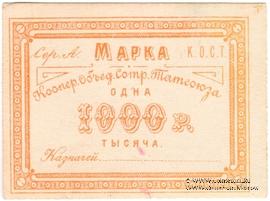 Сер. А. МАРКА К.О.С.Т.
Коопер. объед. Сотр. Татсоюза
ОДНА
1000 Р.
ТЫСЯЧА.
Казначей